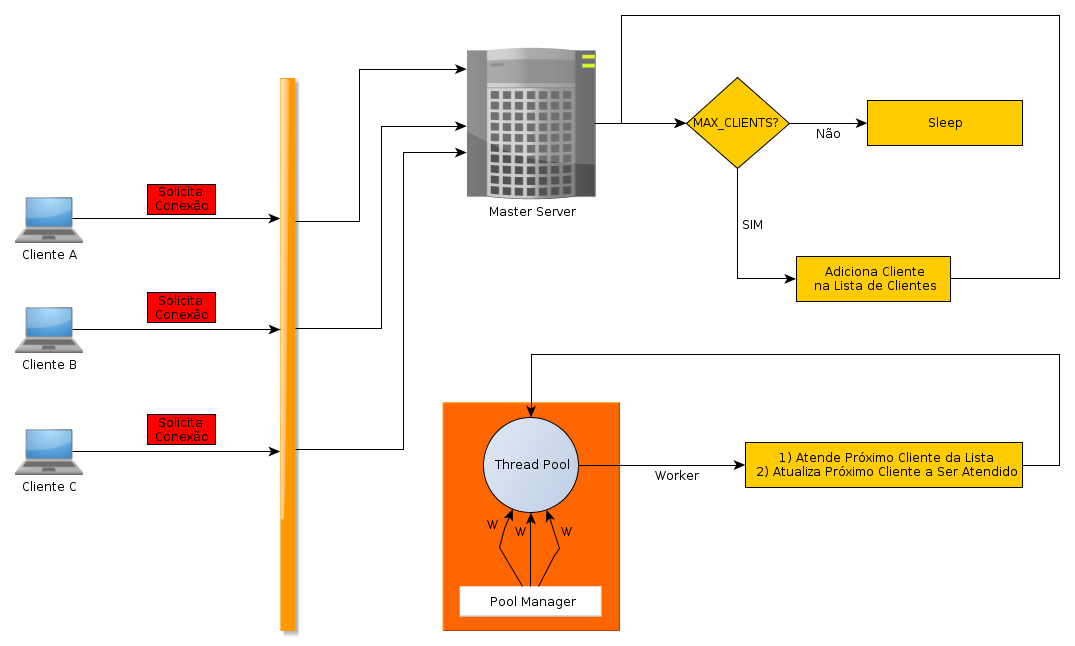 Solicita
Conexão
Cliente A
Solicita
Conexão
Cliente B
Solicita
Conexão
Cliente C
Master Server
MAX_CLIENTS?
Não
Sleep
SIM
Adiciona Cliente
na Lista de Clientes
Thread Pool
Worker
1) Atende Próximo Cliente da Lista
2) Atualiza Próximo Cliente a Ser Atendido
W
W
W
Pool Manager